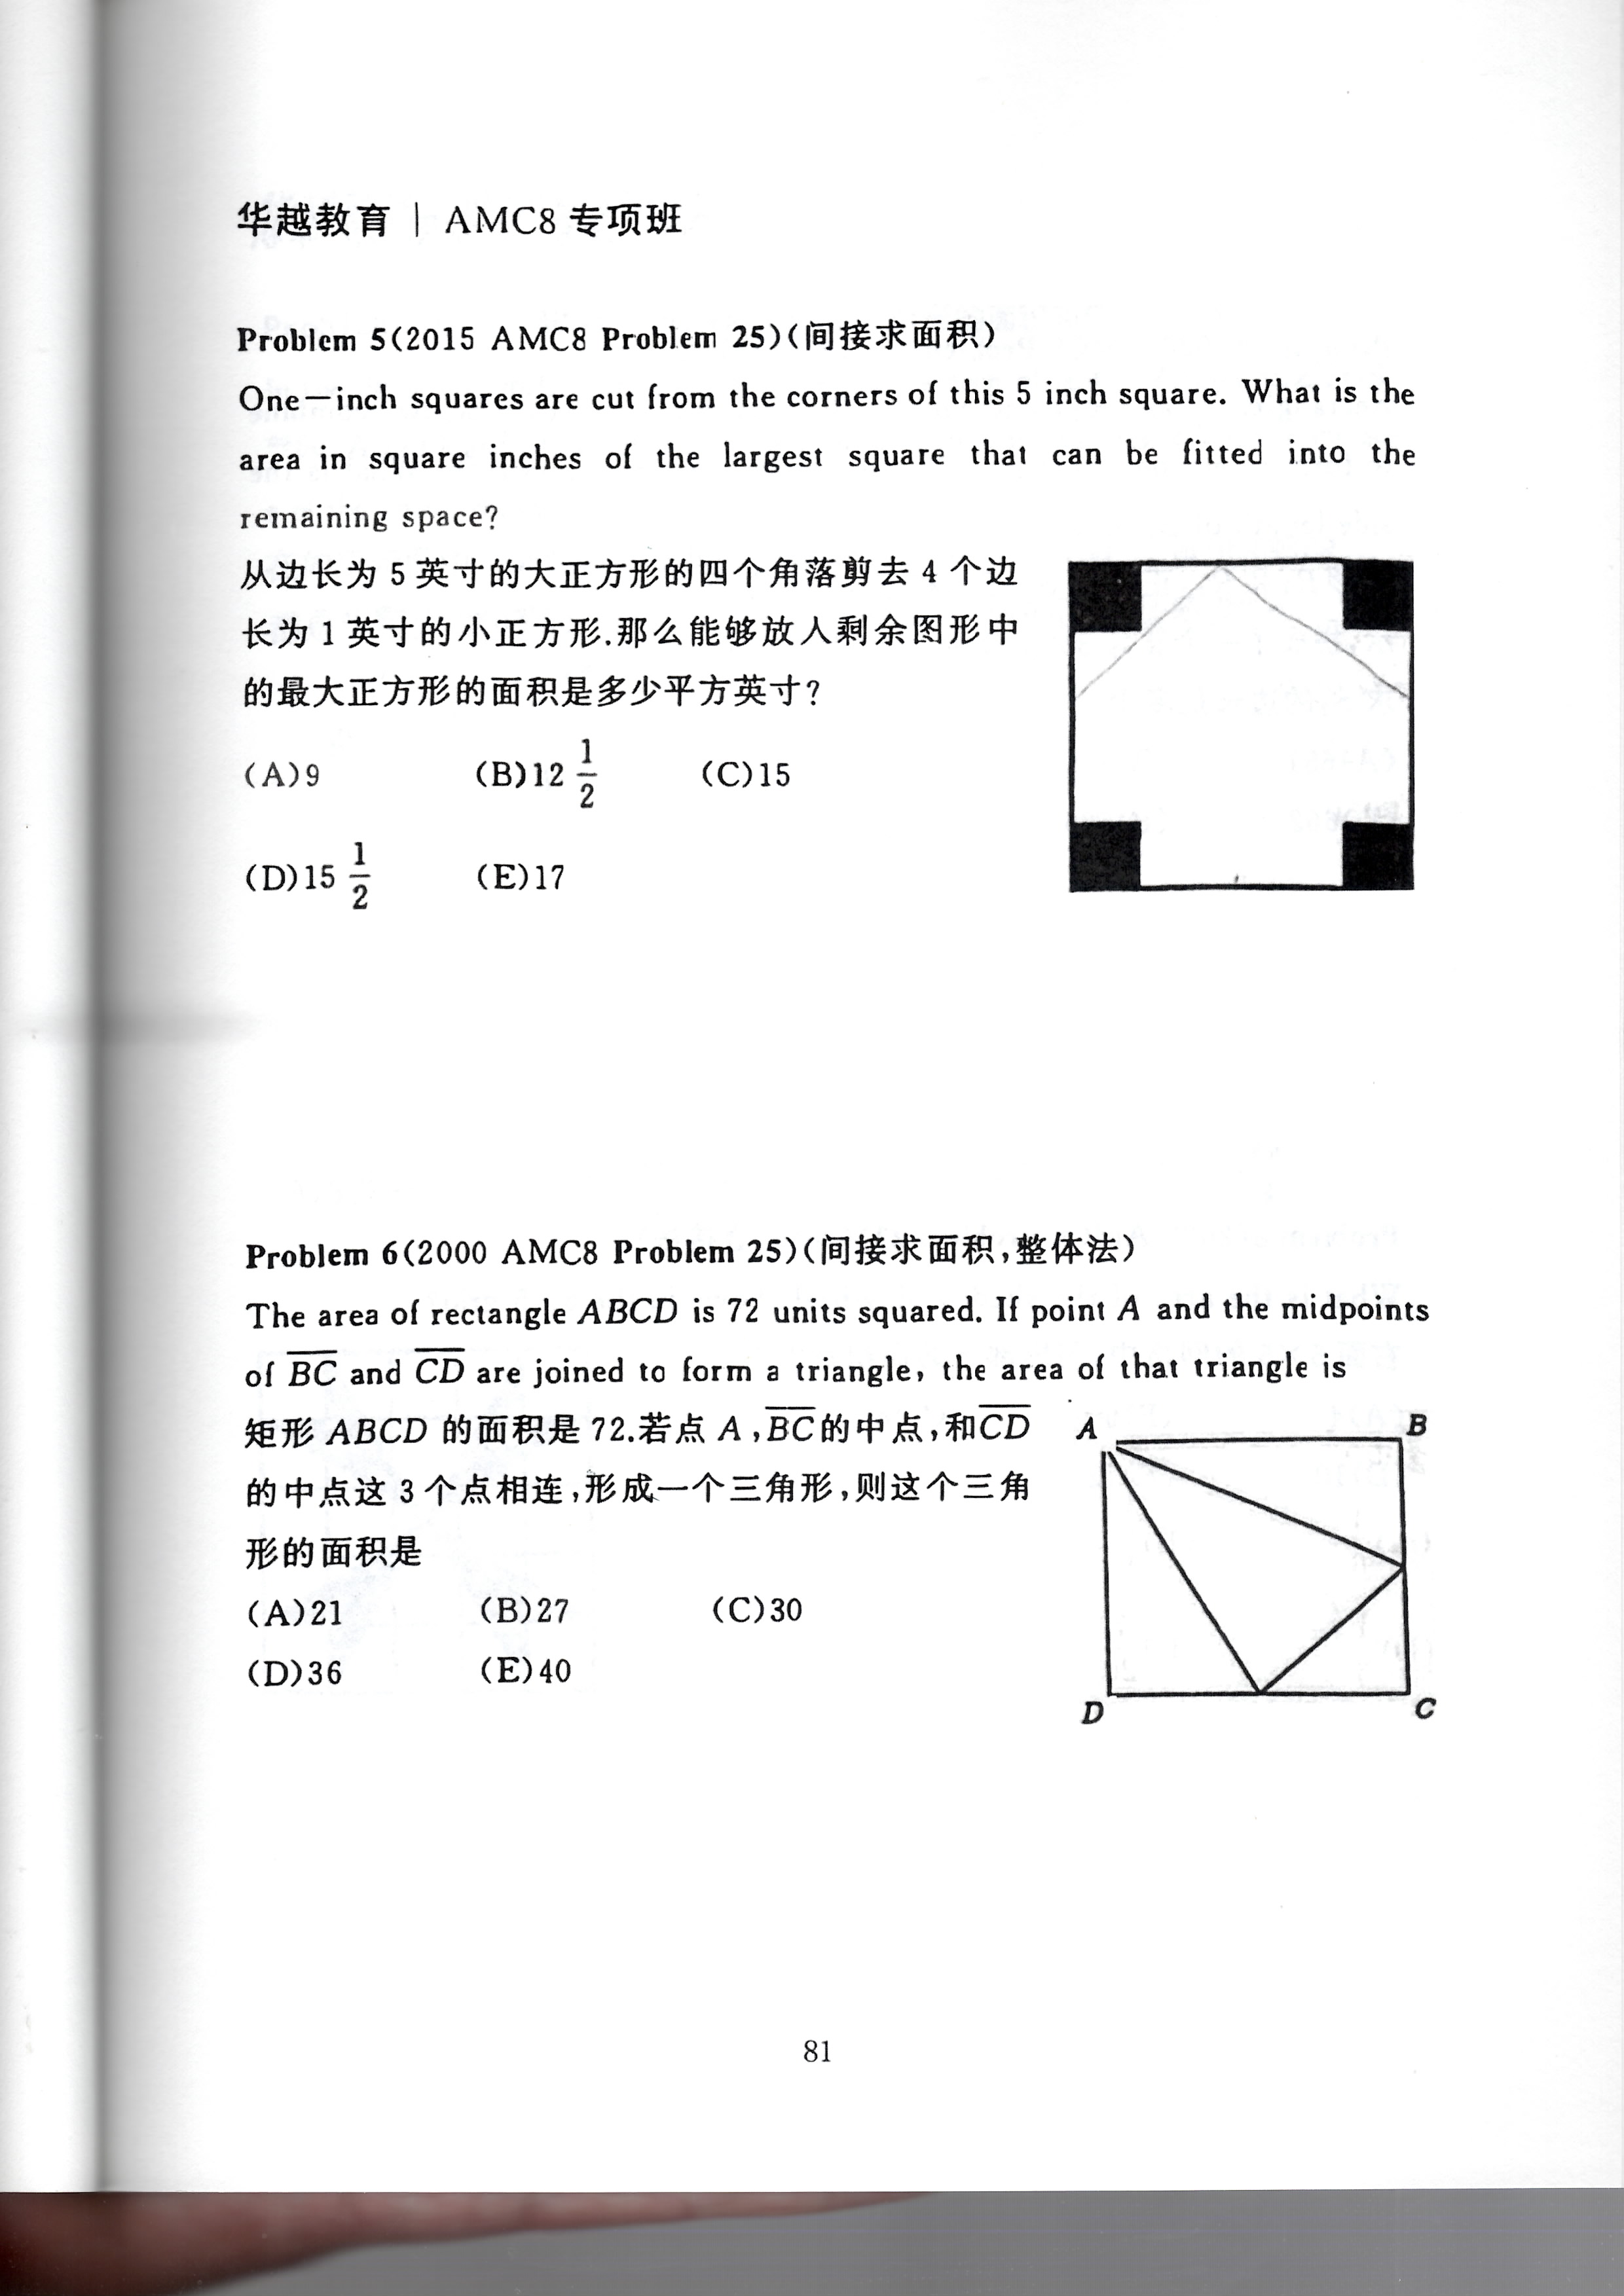 华越教育 | AMC8 专项班
Problem 5(2015 AMC8 Problem 25)(间接求面积)
One—inch squares are cut from the corners of this 5 inch square. What is the
area in square inches of the largest square that can be fitted into the
remaining space?
从边长为 5 英寸的大正方形的四个角落剪去 4 个边
长为 1 英寸的小正方形.那么能够放人剩余图形中
的最大正方形的面积是多少平方英寸?
(A)9 (B)12 1/2 (C)15
(D)15 1/2 (E)17
Problem 6(2000 AMC8 Problem 25)(间接求面积,整体法)
The area of rectangle ABCD is 72 units squared. If point A and the midpoints
of B̅C̅ and C̅D̅ are joined to form a triangle, the area of that triangle is
矩形 ABCD 的面积是 72.若点 A,B̅C̅的中点,和C̅D̅
的中点这 3 个点相连,形成一个三角形,则这个三角
形的面积是
(A)21 (B)27 (C)30
(D)36 (E)40
A B
D C
81